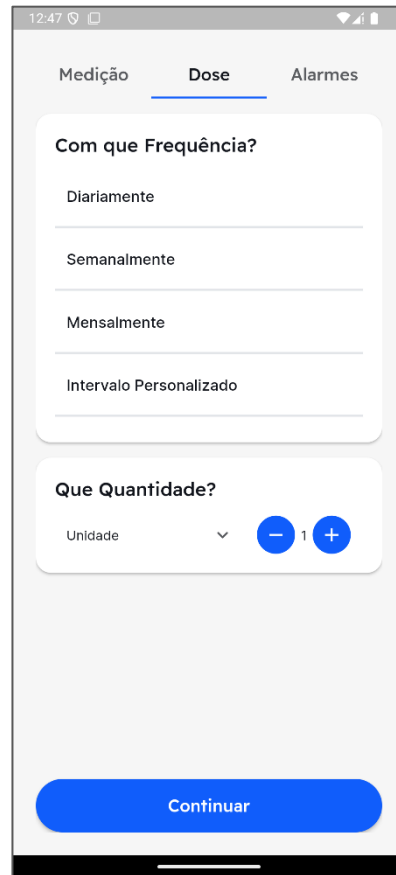 12:47
Medição Dose Alarmes
Com que Frequência?
Diariamente
Semanalmente
Mensalmente
Intervalo Personalizado
Que Quantidade?
Unidade 1
Continuar